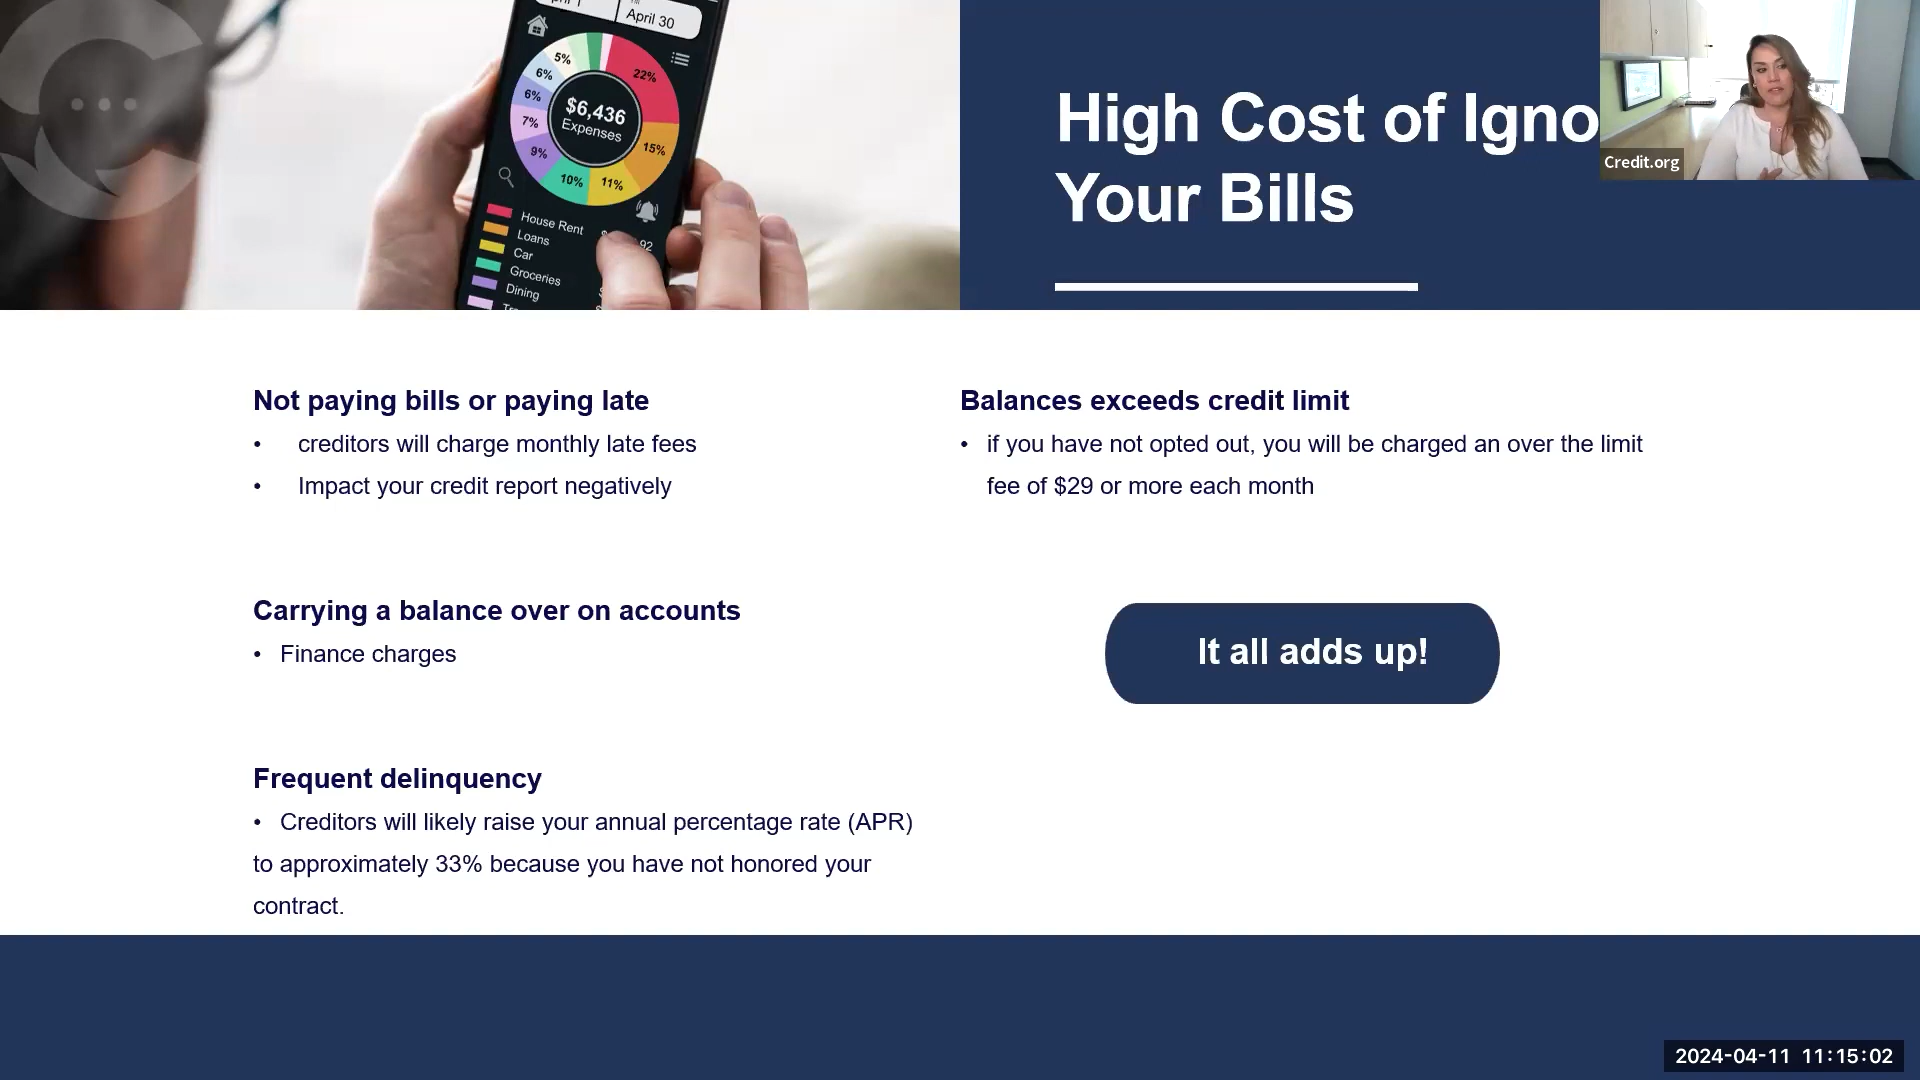 April 30
5%
22%
6%
6%
$6,436
Expenses
7%
15%
9%
10%
11%
House Rent
Loans
92
Car
Groceries
Dining
High Cost of Igno
Your Bills
Credit.org
Not paying bills or paying late
• creditors will charge monthly late fees
• Impact your credit report negatively
Carrying a balance over on accounts
• Finance charges
Frequent delinquency
• Creditors will likely raise your annual percentage rate (APR)
to approximately 33% because you have not honored your
contract.
Balances exceeds credit limit
• if you have not opted out, you will be charged an over the limit
fee of $29 or more each month
It all adds up!
2024-04-11 11:15:02